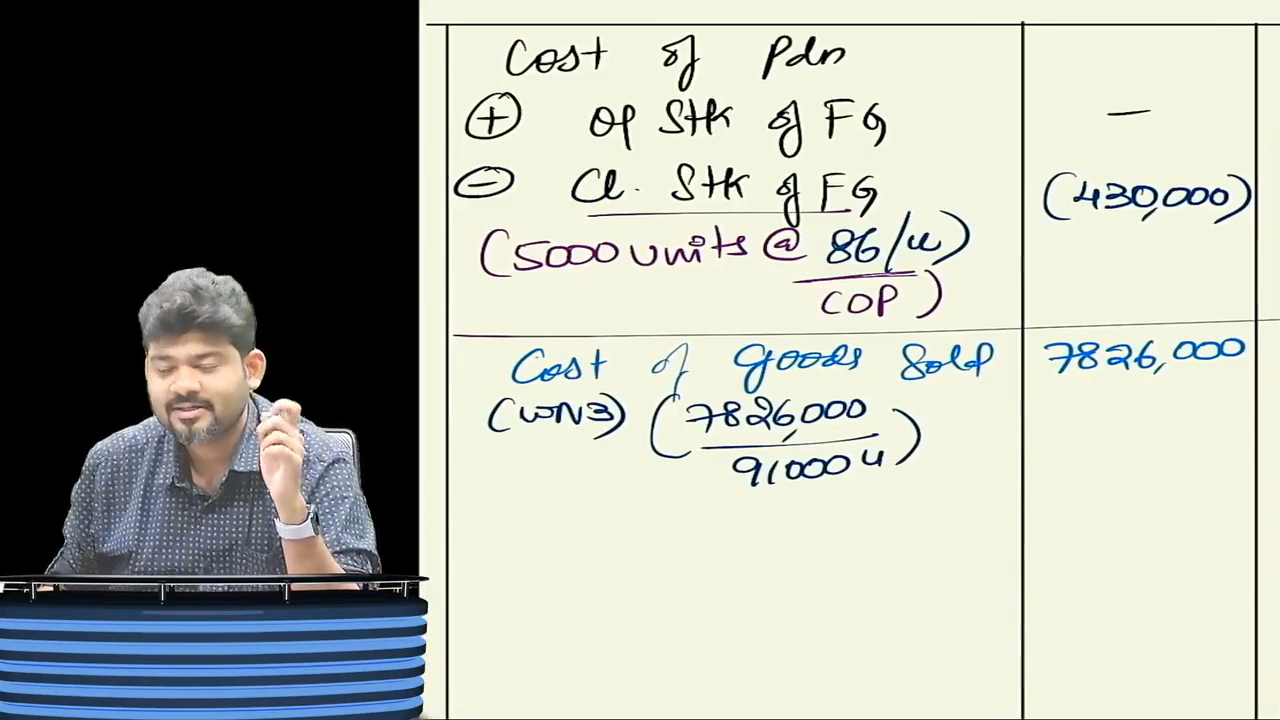 Cost of Pdn
+ Op Stk of FG —
- Cl. Stk of FG (430,000)
(5000 units @ 86/u)
COP)
Cost of Goods Sold 7826,000
(WN3) (7826,000
91000 u)